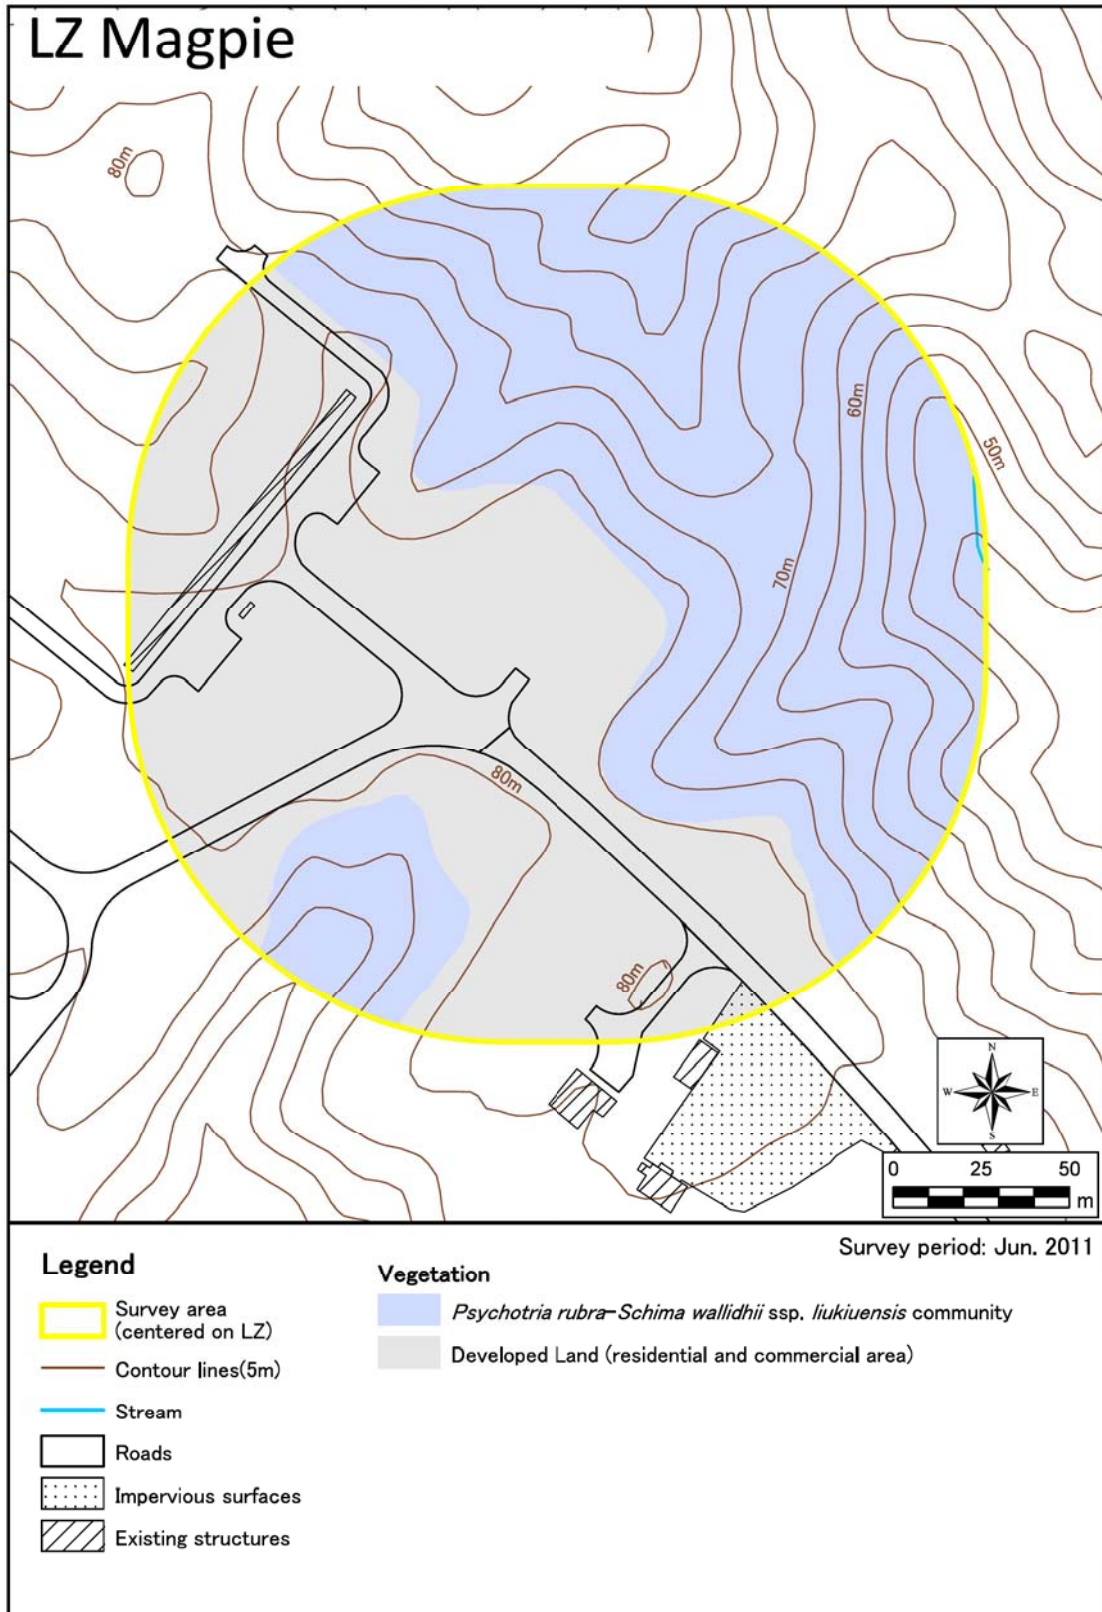 LZ Magpie
80m
60m
50m
70m
80m
80m
N
W E
S
0 25 50
m
Survey period: Jun. 2011
Legend
Survey area
(centered on LZ)
Contour lines(5m)
Stream
Roads
Impervious surfaces
Existing structures
Vegetation
Psychotria rubra-Schima wallidhii ssp. liukiuensis community
Developed Land (residential and commercial area)